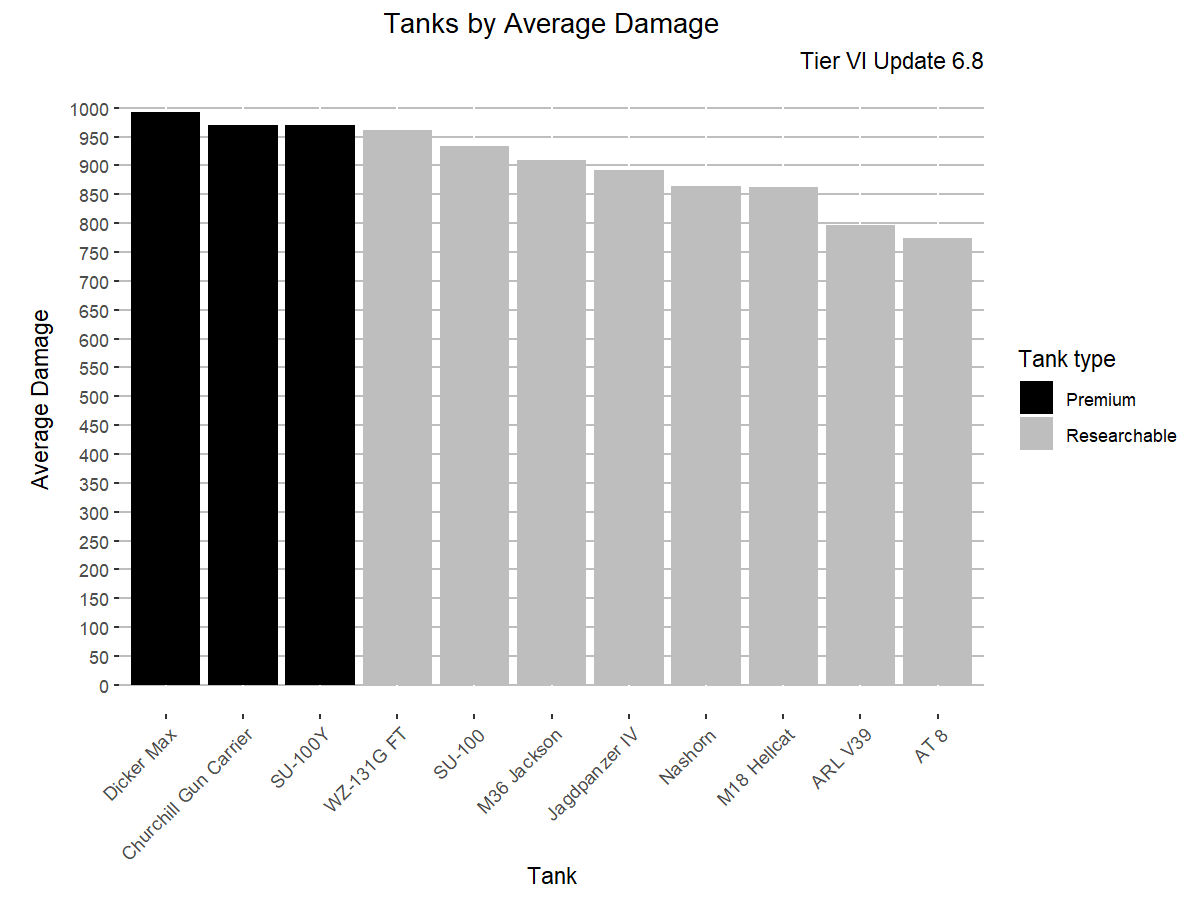 Tanks by Average Damage
Tier VI Update 6.8
1000
950
900
850
800
750
700
650
600
550
500
450
400
350
300
250
200
150
100
50
0
Average Damage
Dicker Max
Churchill Gun Carrier
SU-100Y
WZ-131G FT
SU-100
M36 Jackson
Jagdpanzer IV
Nashorn
M18 Hellcat
ARL V39
AT 8
Tank
Tank type
Premium
Researchable